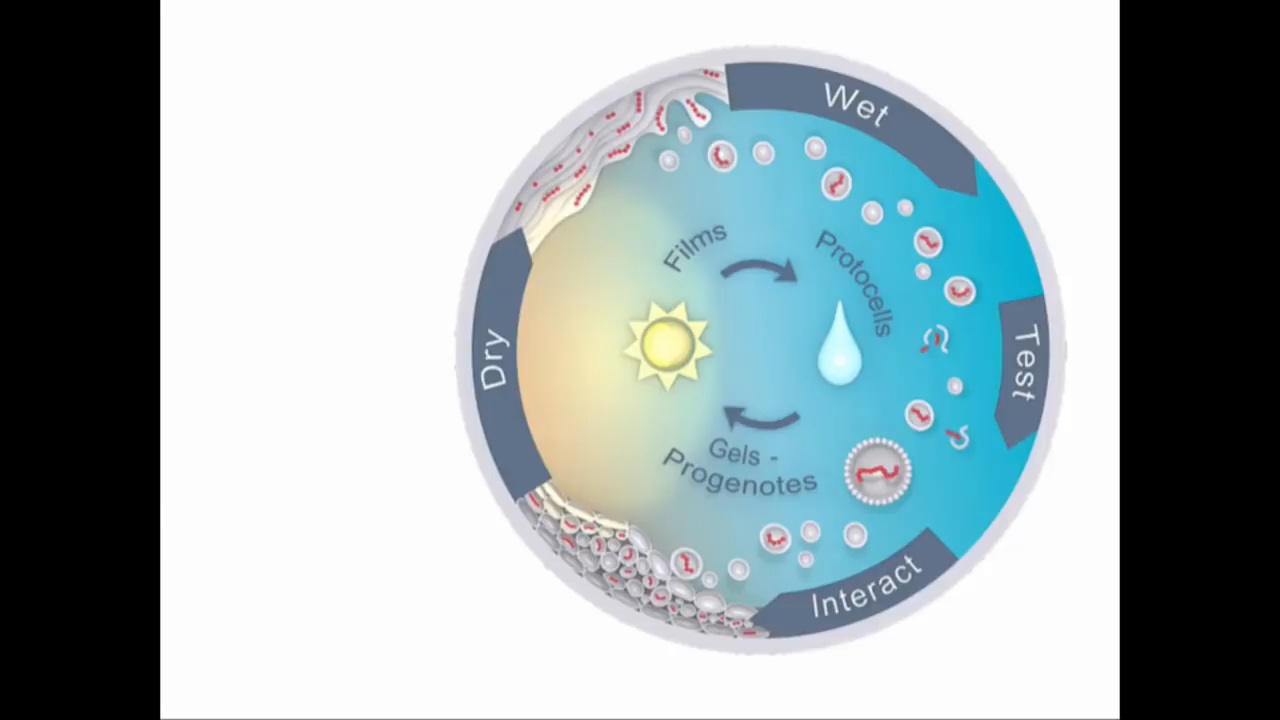 Wet
Films
Protocells
Test
Dry
Gels -
Progenotes
Interact